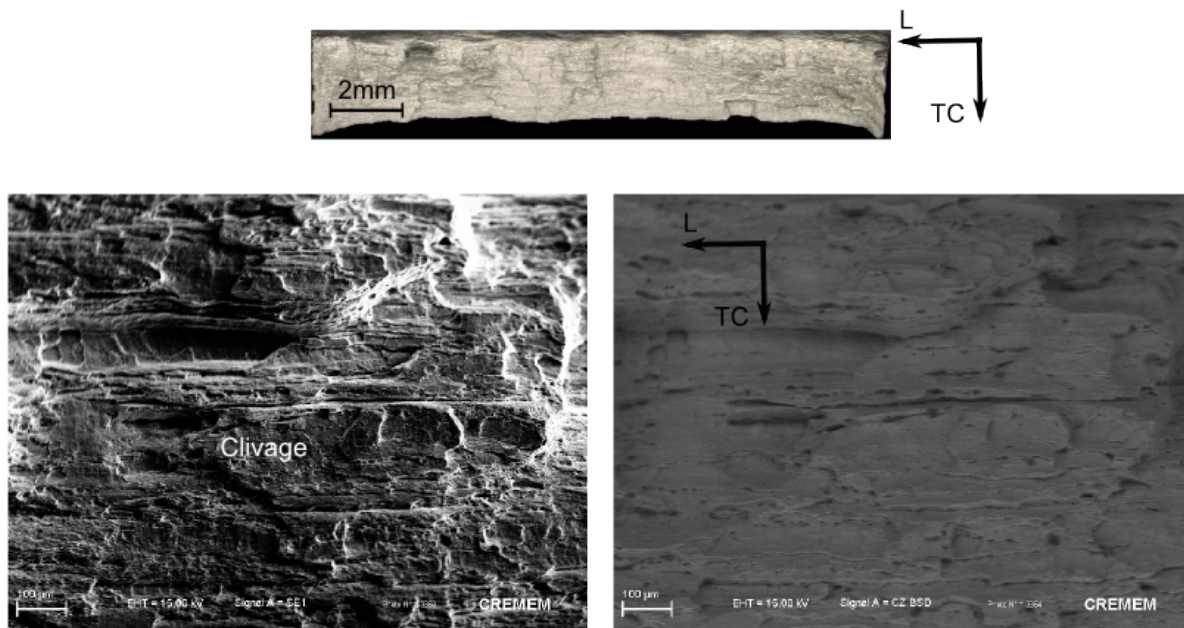 L
2mm
TC
L
TC
Clivage
100 µm
EHT = 15.00 kV
Signal A = SE1
CREMEM
100 µm
EHT = 15.00 kV
Signal A = CZ BSD
CREMEM